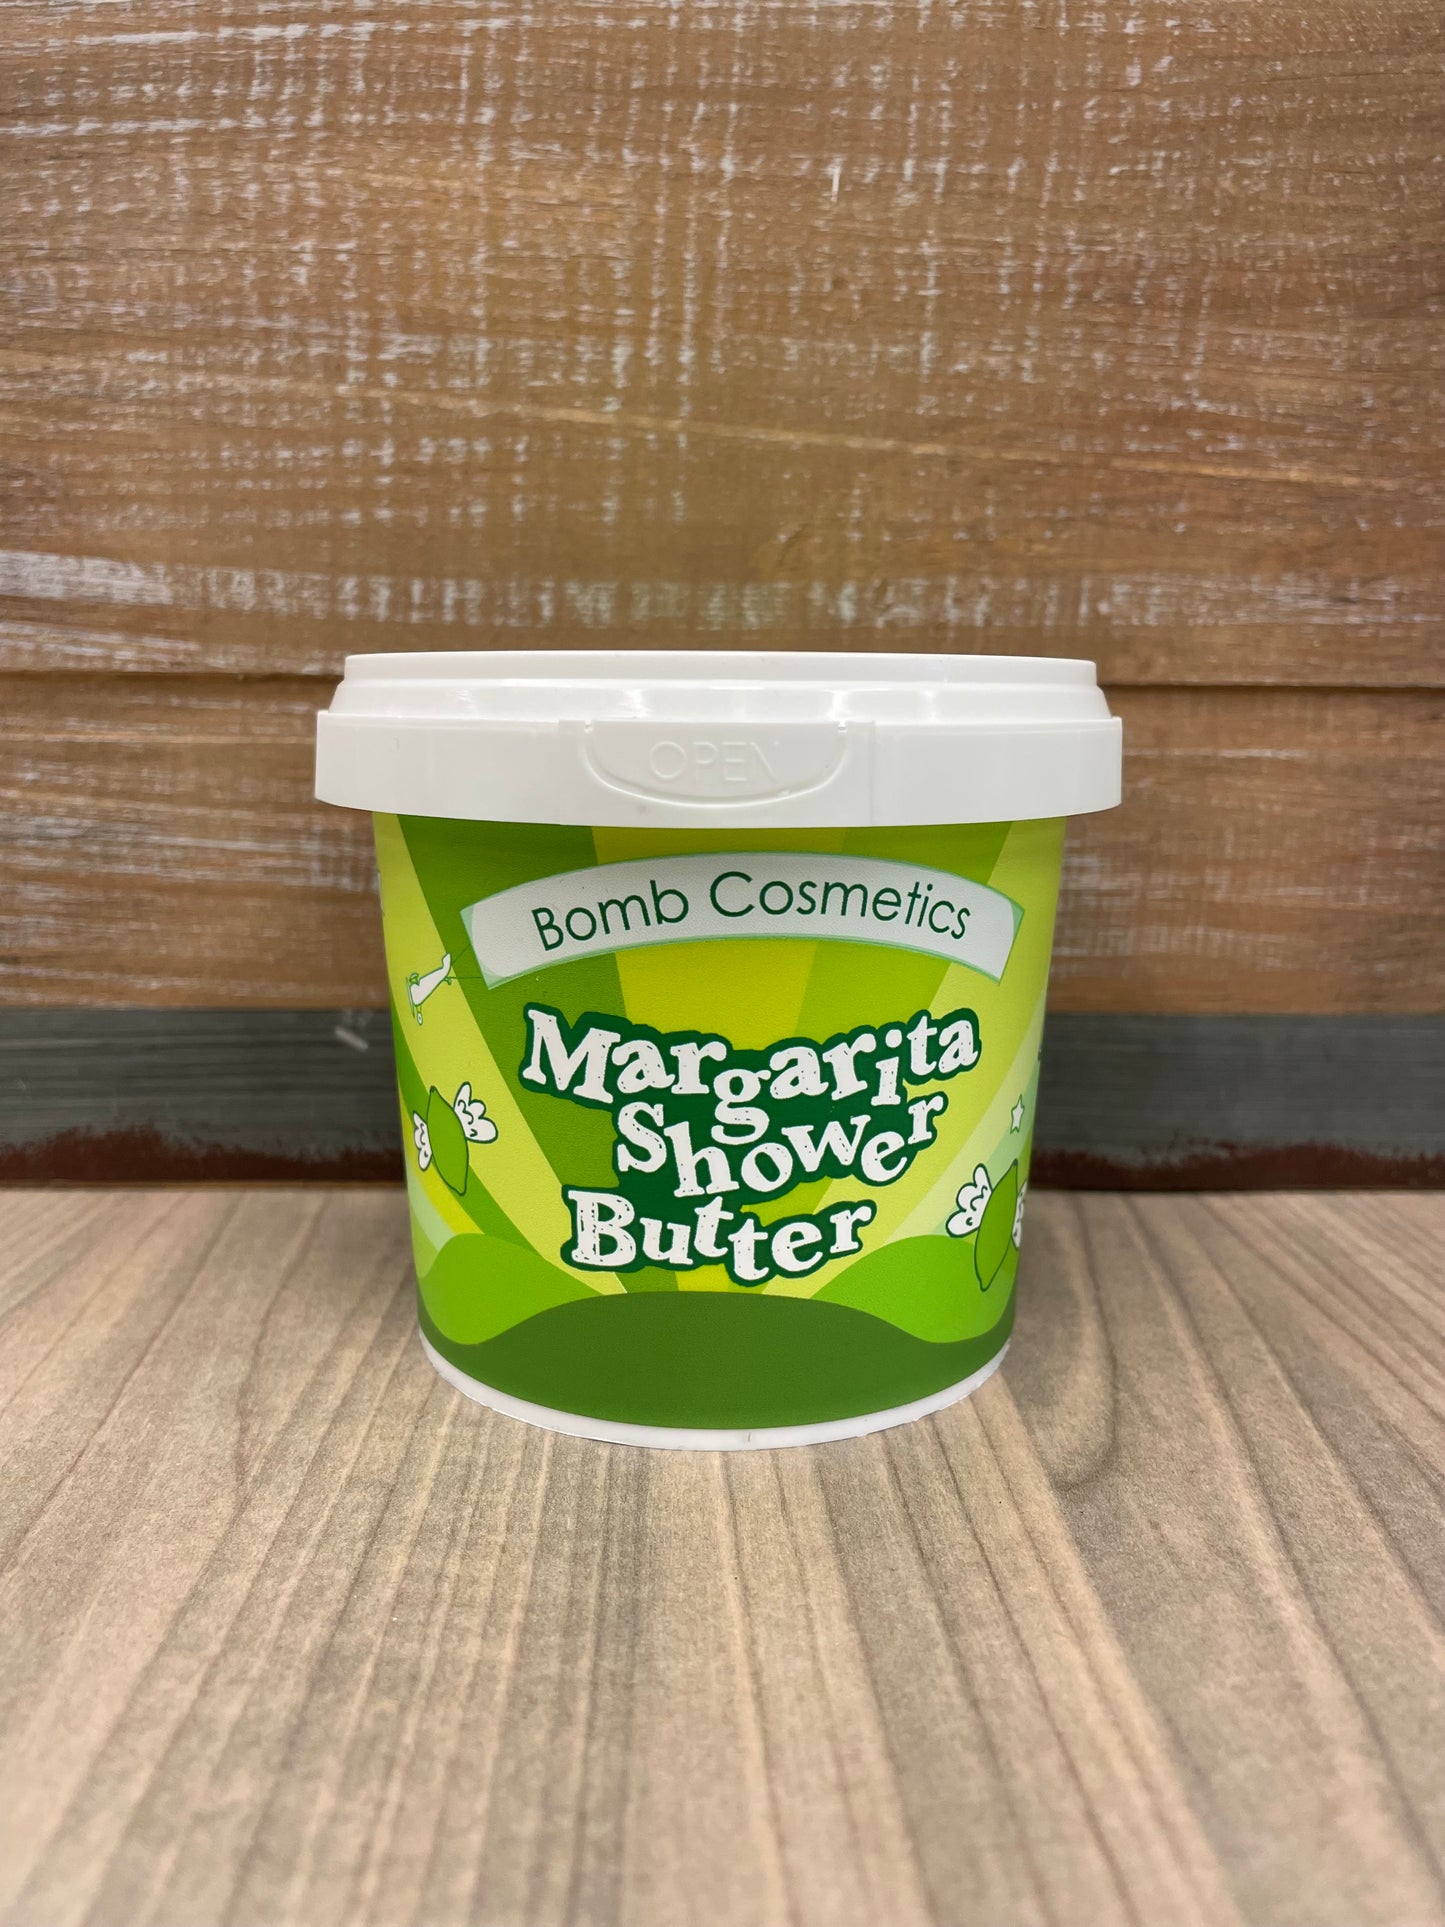 OPEN
Bomb Cosmetics
Margarita
Shower
Butter